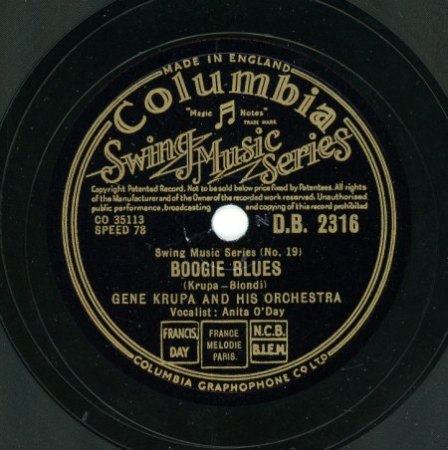 MADE IN ENGLAND
Columbia
"Magic Notes"
TRADE MARK
Swing Music Series
Copyright Patented Record. Not to be sold below price fixed by Patentees. All rights
of the Manufacturer and of the Owner of the recorded work reserved. Unauthorised
public performance, broadcasting and copying of this record prohibited
CO 35113
SPEED 78
D.B. 2316
Swing Music Series (No. 19)
BOOGIE BLUES
(Krupa – Biondi)
GENE KRUPA AND HIS ORCHESTRA
Vocalist: Anita O'Day
FRANCIS,
DAY
FRANCE
MELODIE
PARIS.
N.C.B.
B.I.E.M.
COLUMBIA GRAPHOPHONE CO LTD